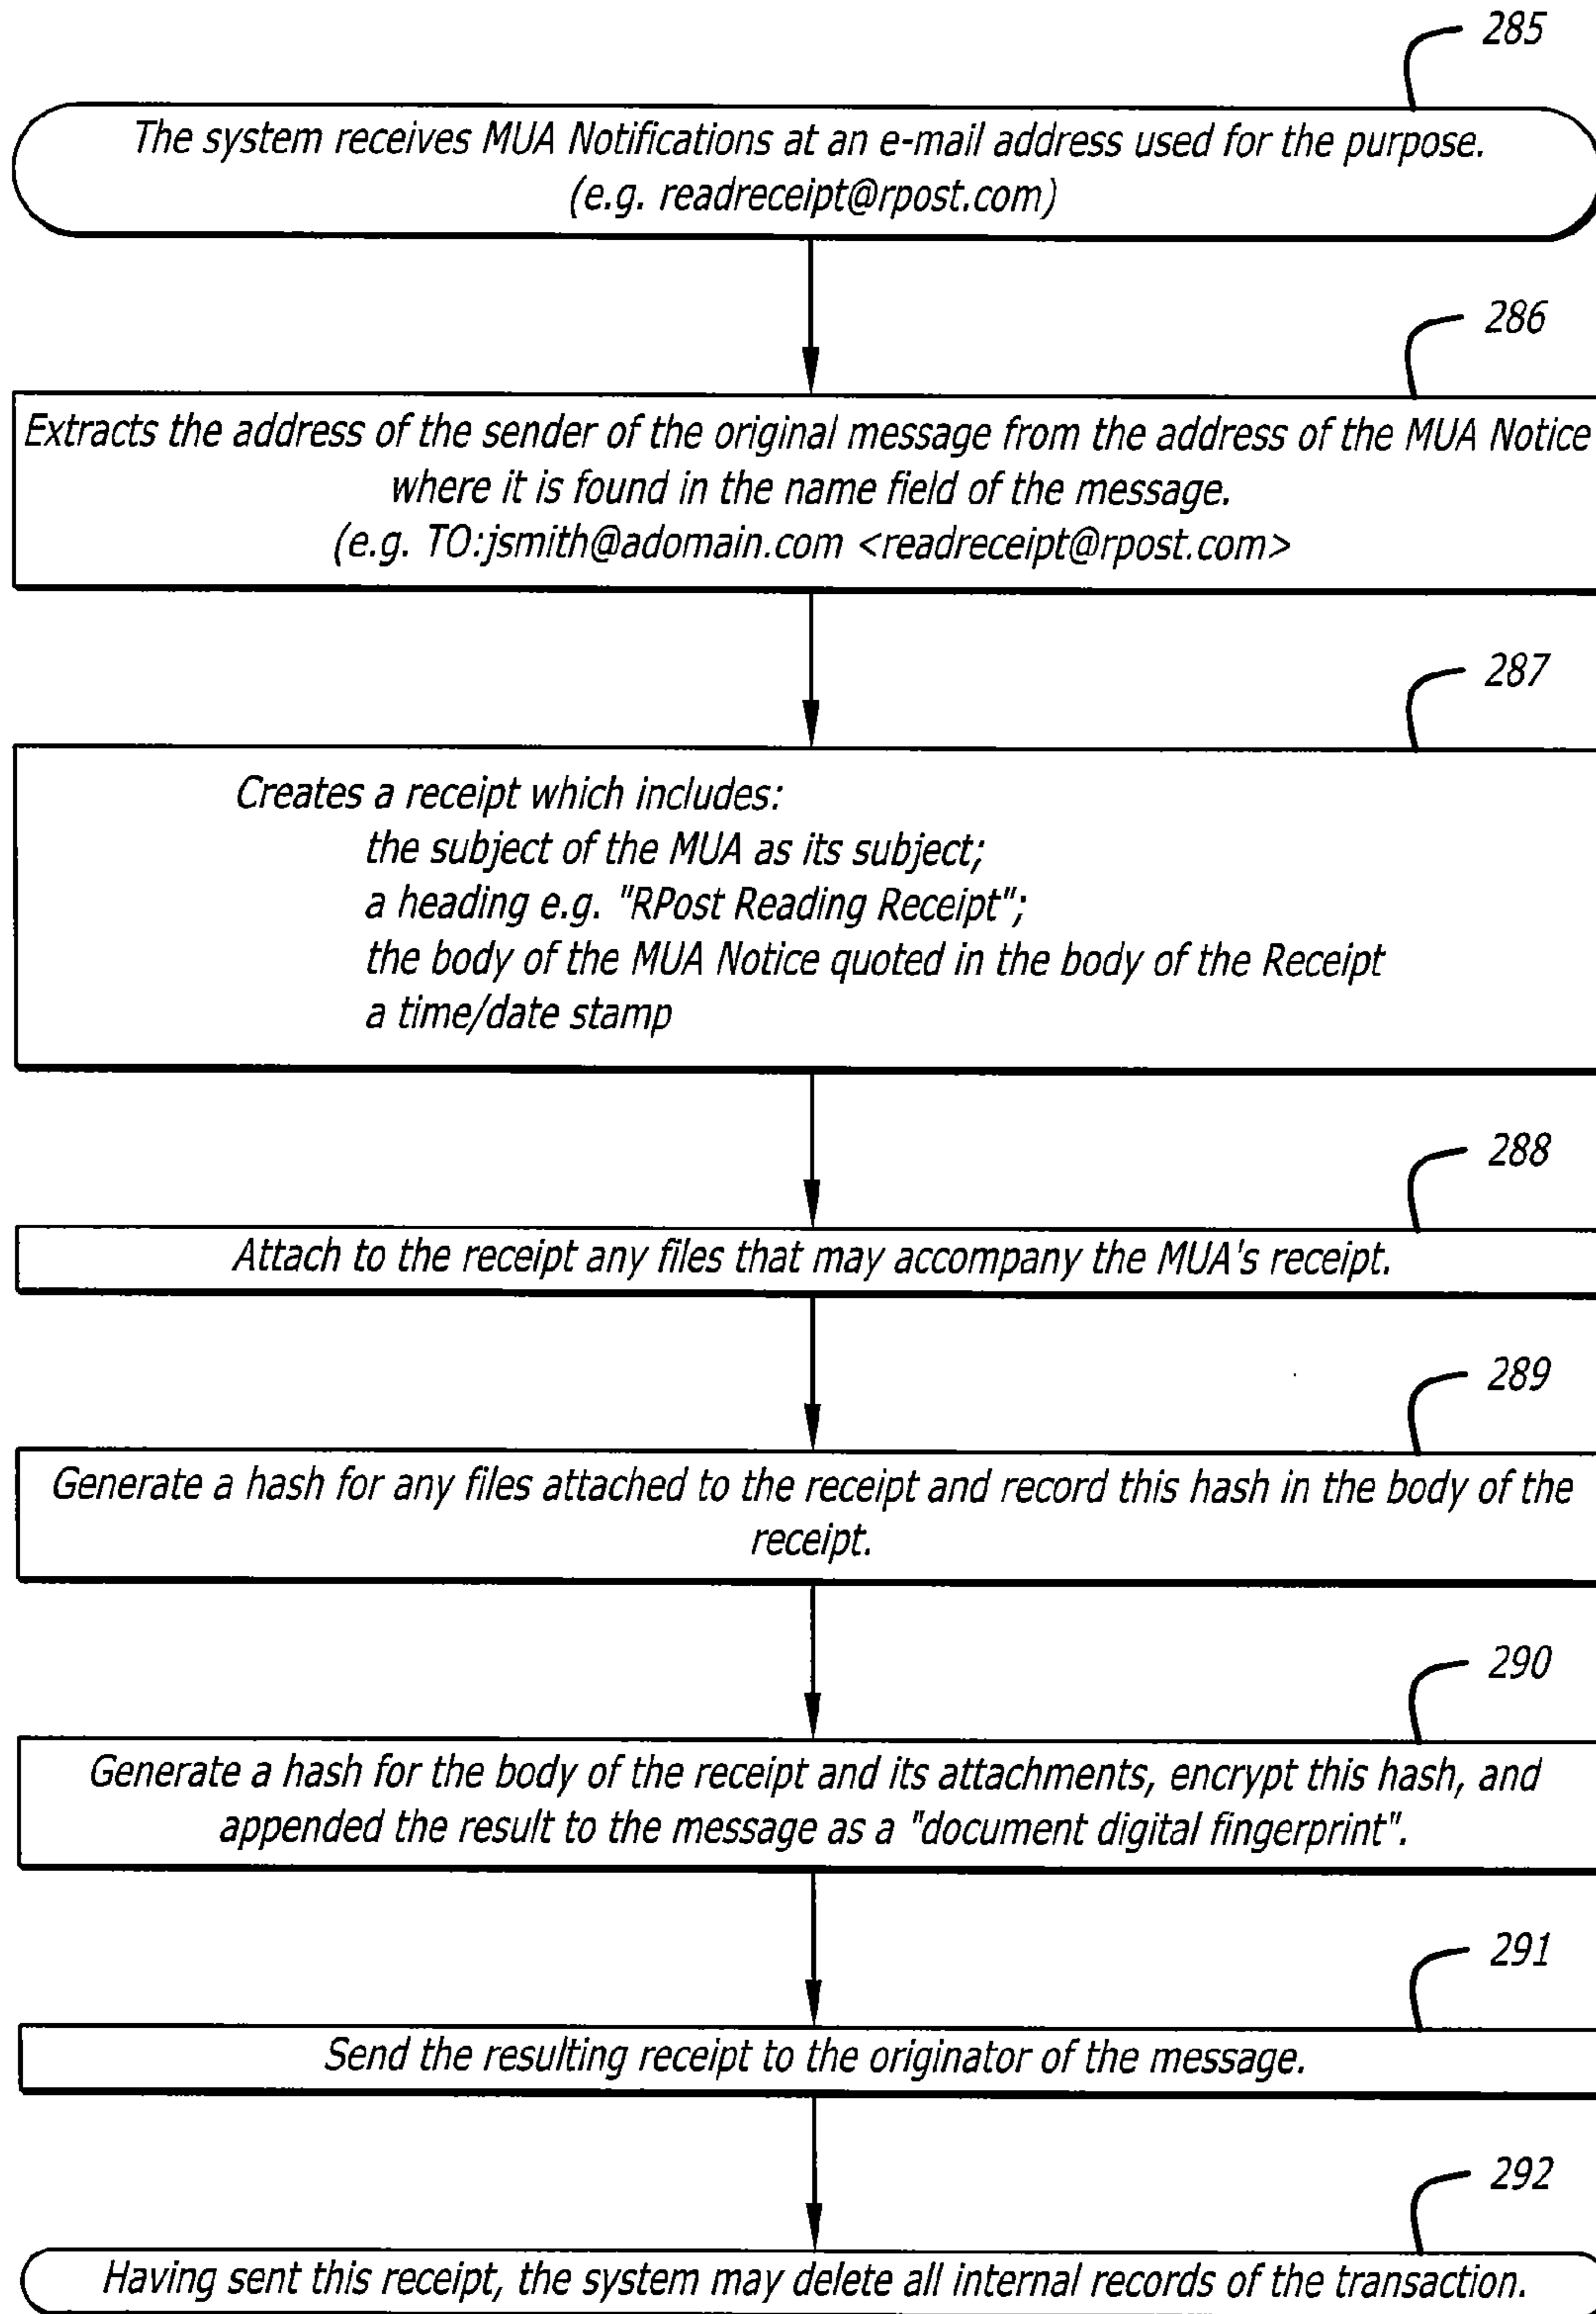 285
The system receives MUA Notifications at an e-mail address used for the purpose.
(e.g. readreceipt@rpost.com)
286
Extracts the address of the sender of the original message from the address of the MUA Notice
where it is found in the name field of the message.
(e.g. TO:jsmith@adomain.com <readreceipt@rpost.com>
287
Creates a receipt which includes:
the subject of the MUA as its subject;
a heading e.g. "RPost Reading Receipt";
the body of the MUA Notice quoted in the body of the Receipt
a time/date stamp
288
Attach to the receipt any files that may accompany the MUA's receipt.
289
Generate a hash for any files attached to the receipt and record this hash in the body of the
receipt.
290
Generate a hash for the body of the receipt and its attachments, encrypt this hash, and
appended the result to the message as a "document digital fingerprint".
291
Send the resulting receipt to the originator of the message.
292
Having sent this receipt, the system may delete all internal records of the transaction.